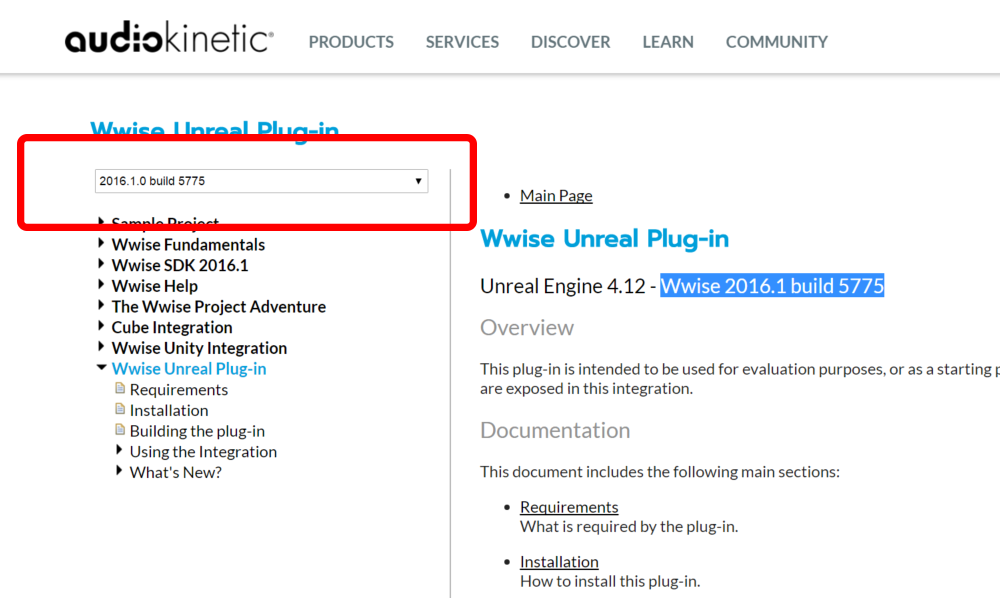 audiokinetic®
PRODUCTS SERVICES DISCOVER LEARN COMMUNITY
Wwise Unreal Plug-in
2016.1.0 build 5775
Sample Project
Wwise Fundamentals
Wwise SDK 2016.1
Wwise Help
The Wwise Project Adventure
Cube Integration
Wwise Unity Integration
Wwise Unreal Plug-in
Requirements
Installation
Building the plug-in
Using the Integration
What's New?
Main Page
Wwise Unreal Plug-in
Unreal Engine 4.12 - Wwise 2016.1 build 5775
Overview
This plug-in is intended to be used for evaluation purposes, or as a starting p
are exposed in this integration.
Documentation
This document includes the following main sections:
Requirements
What is required by the plug-in.
Installation
How to install this plug-in.